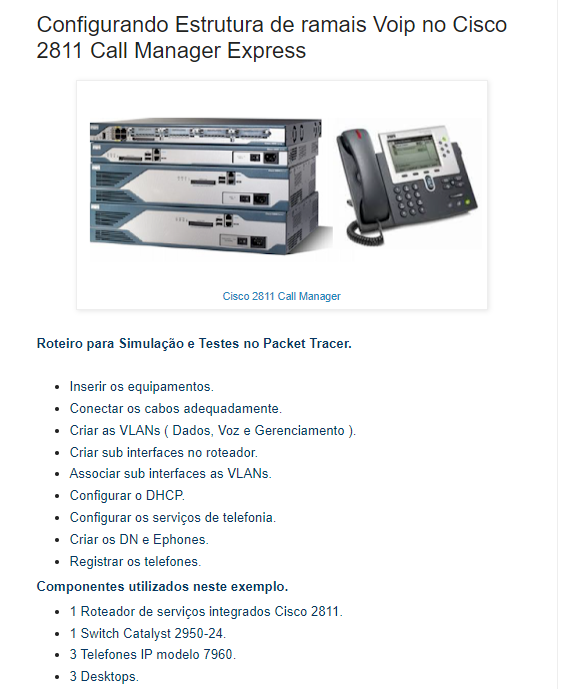 Configurando Estrutura de ramais Voip no Cisco
2811 Call Manager Express
Cisco 2811 Call Manager
Roteiro para Simulação e Testes no Packet Tracer.
• Inserir os equipamentos.
• Conectar os cabos adequadamente.
• Criar as VLANs ( Dados, Voz e Gerenciamento ).
• Criar sub interfaces no roteador.
• Associar sub interfaces as VLANs.
• Configurar o DHCP.
• Configurar os serviços de telefonia.
• Criar os DN e Ephones.
• Registrar os telefones.
Componentes utilizados neste exemplo.
• 1 Roteador de serviços integrados Cisco 2811.
• 1 Switch Catalyst 2950-24.
• 3 Telefones IP modelo 7960.
• 3 Desktops.